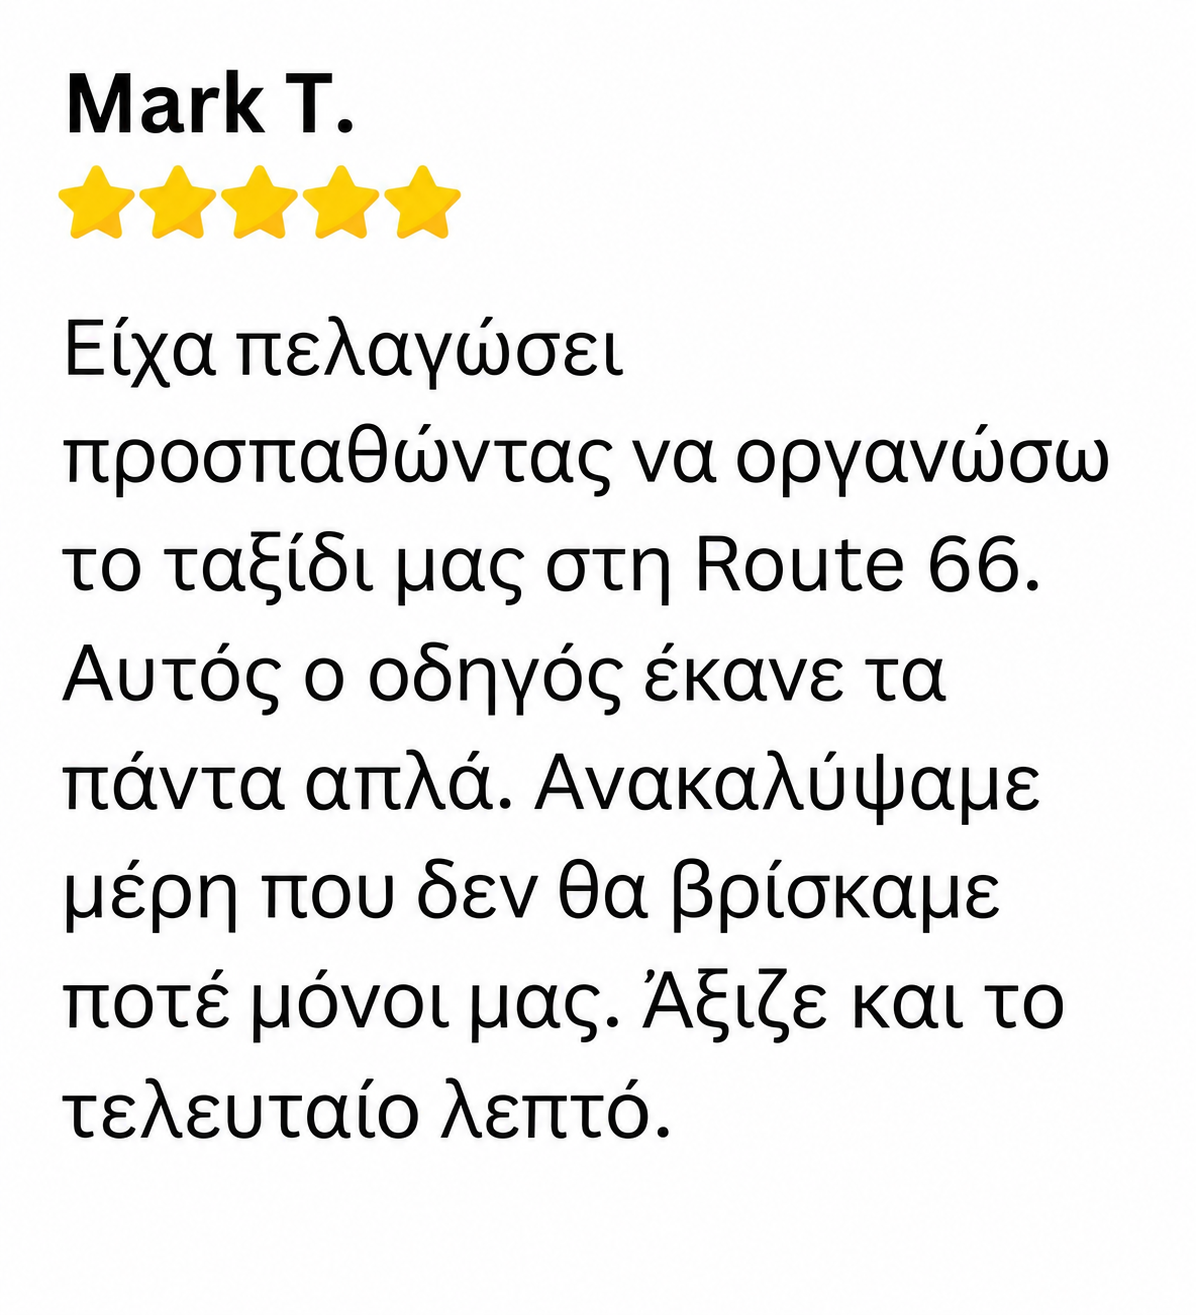 Mark T.
⭐⭐⭐⭐⭐
Είχα πελαγώσει
προσπαθώντας να οργανώσω
το ταξίδι μας στη Route 66.
Αυτός ο οδηγός έκανε τα
πάντα απλά. Ανακαλύψαμε
μέρη που δεν θα βρίσκαμε
ποτέ μόνοι μας. Ἄξιζε και το
τελευταίο λεπτό.